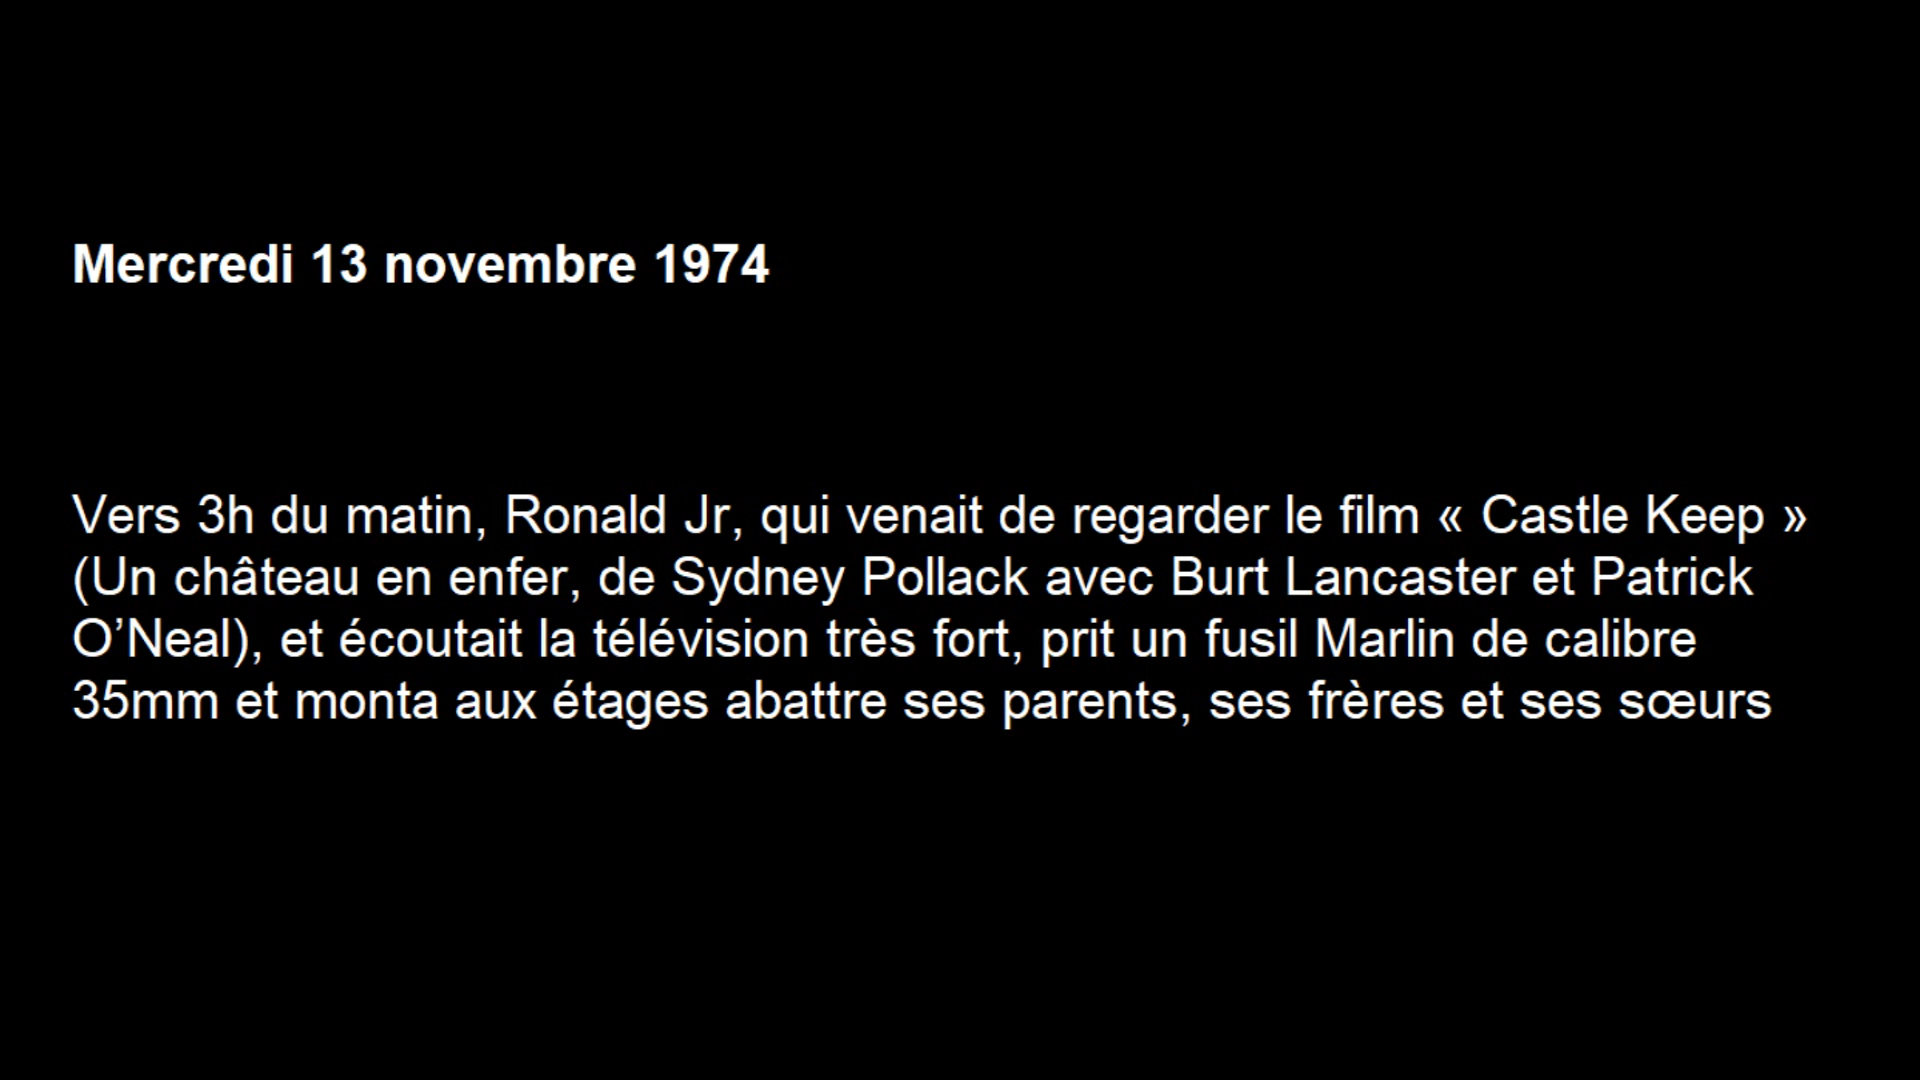 Mercredi 13 novembre 1974
Vers 3h du matin, Ronald Jr, qui venait de regarder le film « Castle Keep »
(Un château en enfer, de Sydney Pollack avec Burt Lancaster et Patrick
O’Neal), et écoutait la télévision très fort, prit un fusil Marlin de calibre
35mm et monta aux étages abattre ses parents, ses frères et ses sœurs